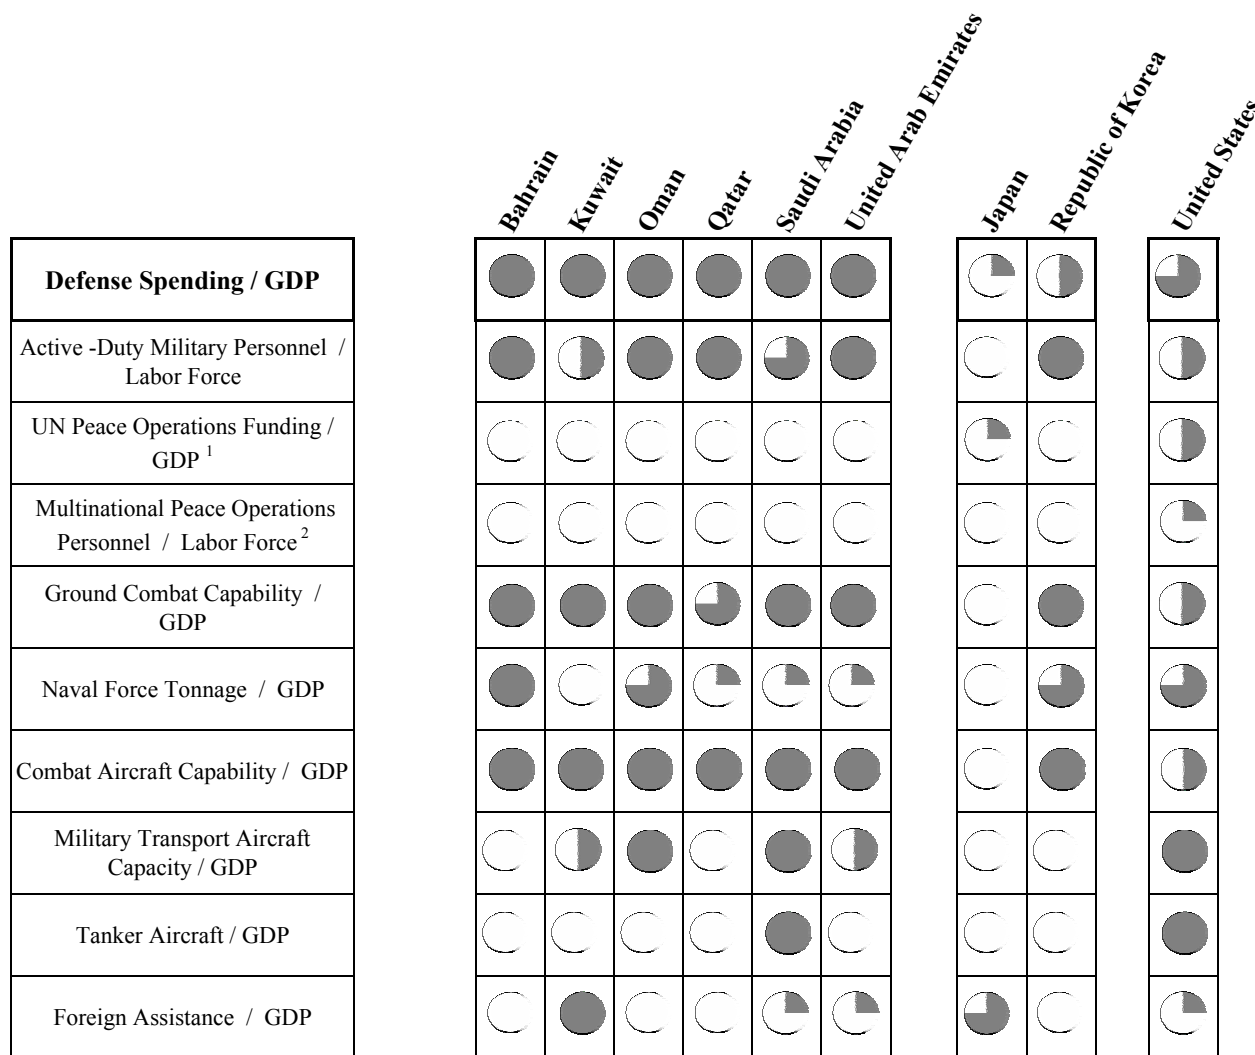 Bahrain
Kuwait
Oman
Qatar
Saudi Arabia
United Arab Emirates
Japan
Republic of Korea
United States
Defense Spending / GDP
Active -Duty Military Personnel /
Labor Force
UN Peace Operations Funding /
GDP 1
Multinational Peace Operations
Personnel / Labor Force 2
Ground Combat Capability /
GDP
Naval Force Tonnage / GDP
Combat Aircraft Capability / GDP
Military Transport Aircraft
Capacity / GDP
Tanker Aircraft / GDP
Foreign Assistance / GDP